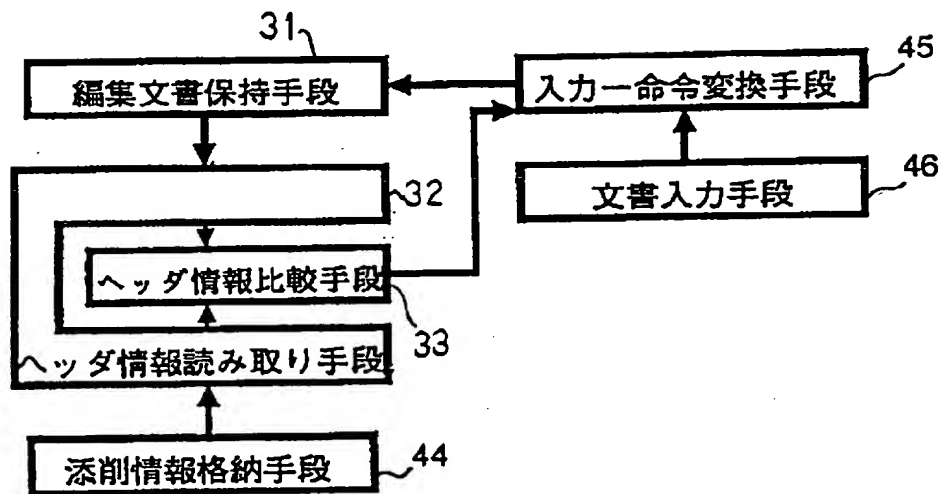 31
編集文書保持手段
入力一命令変換手段
45
文書入力手段
46
32
ヘッダ情報比較手段
33
ヘッダ情報読み取り手段
添削情報格納手段
44